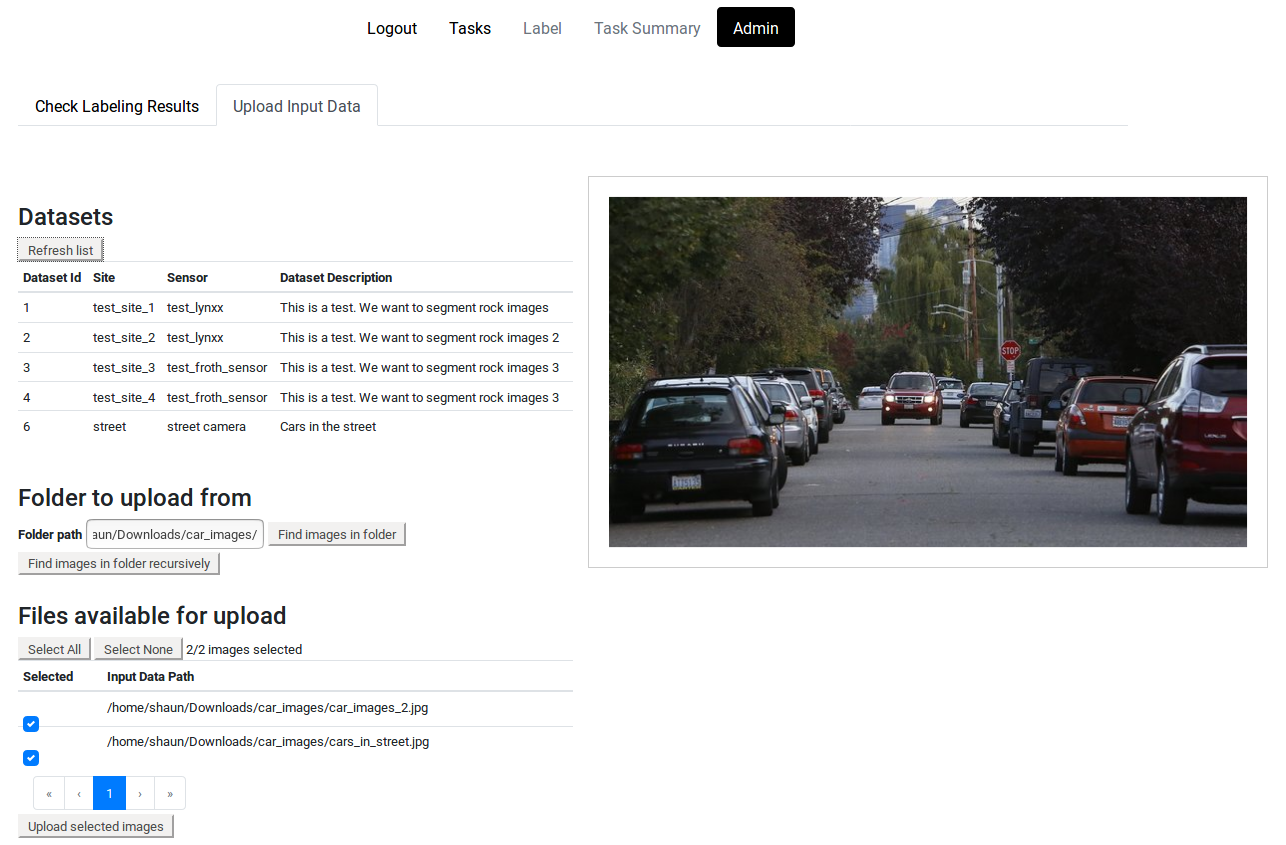 Logout Tasks Label Task Summary Admin
Check Labeling Results Upload Input Data
Datasets
Refresh list
Dataset Id Site Sensor Dataset Description
1 test_site_1 test_lynxx This is a test. We want to segment rock images
2 test_site_2 test_lynxx This is a test. We want to segment rock images 2
3 test_site_3 test_froth_sensor This is a test. We want to segment rock images 3
4 test_site_4 test_froth_sensor This is a test. We want to segment rock images 3
6 street street camera Cars in the street
Folder to upload from
Folder path aun/Downloads/car_images/ Find images in folder
Find images in folder recursively
Files available for upload
Select All Select None 2/2 images selected
Selected Input Data Path
/home/shaun/Downloads/car_images/car_images_2.jpg
/home/shaun/Downloads/car_images/cars_in_street.jpg
« ‹ 1 › »
Upload selected images
STOP
SUBARU
LEXUS